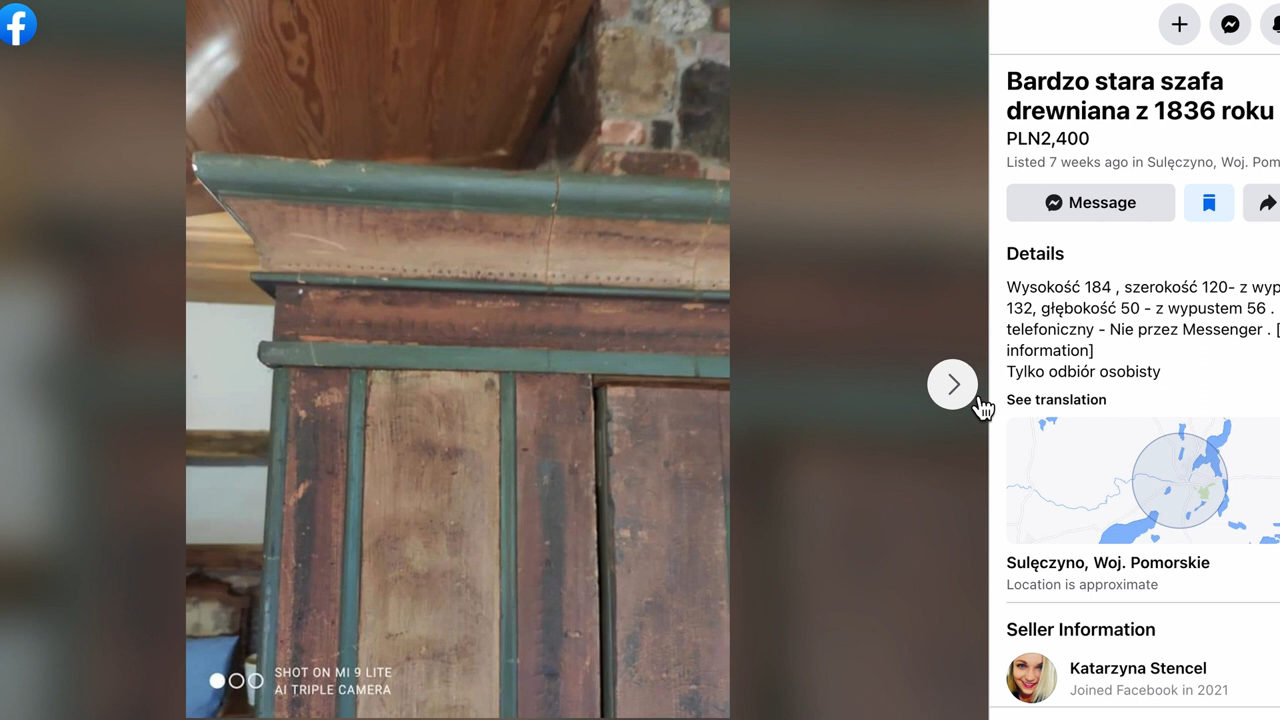 Bardzo stara szafa
drewniana z 1836 roku
PLN2,400
Listed 7 weeks ago in Sulęczyno, Woj. Pom
Message
Details
Wysokość 184 , szerokość 120- z wyp
132, głębokość 50 - z wypustem 56 .
telefoniczny - Nie przez Messenger . [
information]
Tylko odbiór osobisty
See translation
Sulęczyno, Woj. Pomorskie
Location is approximate
Seller Information
Katarzyna Stencel
Joined Facebook in 2021
SHOT ON MI 9 LITE
AI TRIPLE CAMERA